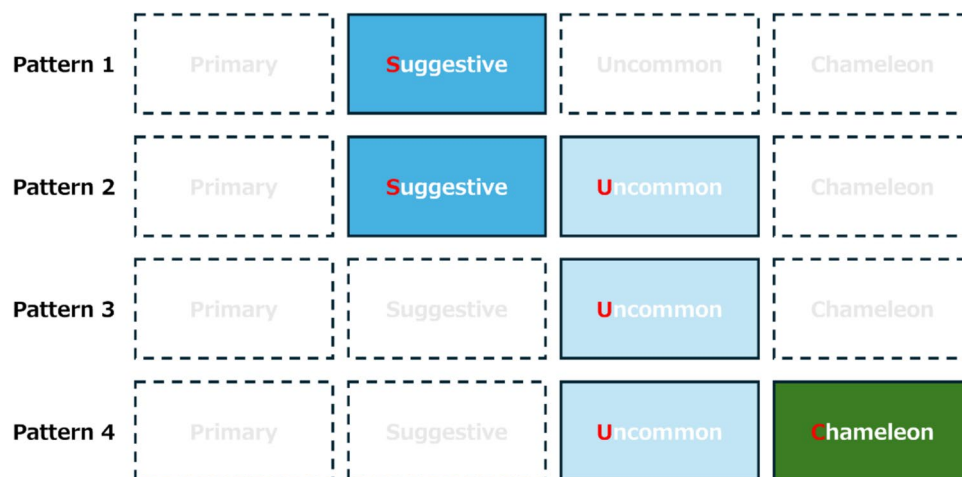 Pattern 1 Primary Suggestive Uncommon Chameleon
Pattern 2 Primary Suggestive Uncommon Chameleon
Pattern 3 Primary Suggestive Uncommon Chameleon
Pattern 4 Primary Suggestive Uncommon Chameleon